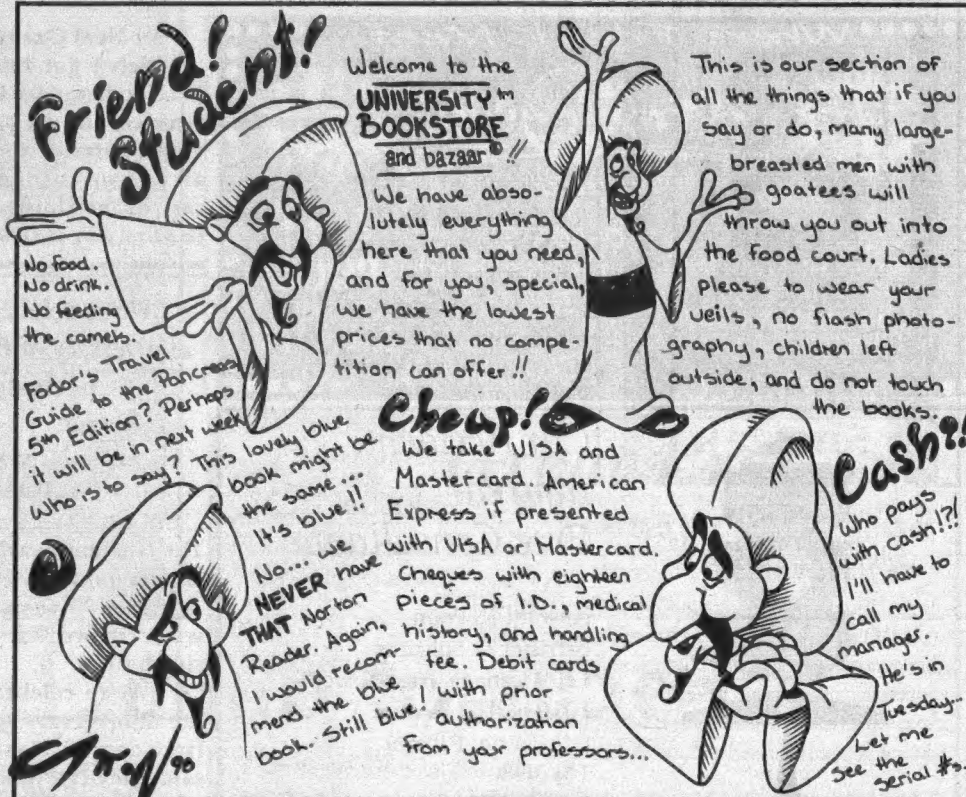 Friend!
Student!
Welcome to the
UNIVERSITY™
BOOKSTORE
and bazaar®!!
We have abso-
lutely everything
here that you need,
and for you, special,
we have the lowest
prices that no compe-
tition can offer!!
This is our section of
all the things that if you
say or do, many large-
breasted men with
goatees will
throw you out into
the food court. Ladies
please to wear your
veils, no flash photo-
graphy, children left
outside, and do not touch
the books.
No food.
No drink.
No feeding
the camels.
Fodor's Travel
Guide to the Pancreas,
5th Edition? Perhaps
it will be in next week.
Who is to say? This lovely blue
book might be
the same...
It's blue!!
No... we
NEVER have
THAT Norton
Reader. Again,
I would recom-
mend the blue
book. Still blue!
Cheap!
We take VISA and
Mastercard. American
Express if presented
with VISA or Mastercard.
Cheques with eighteen
pieces of I.D., medical
history, and handling
fee. Debit cards
with prior
authorization
from your professors...
Cash?!
Who pays
with cash!?!
I'll have to
call my
manager.
He's in
Tuesday...
Let me
see the
serial #s.